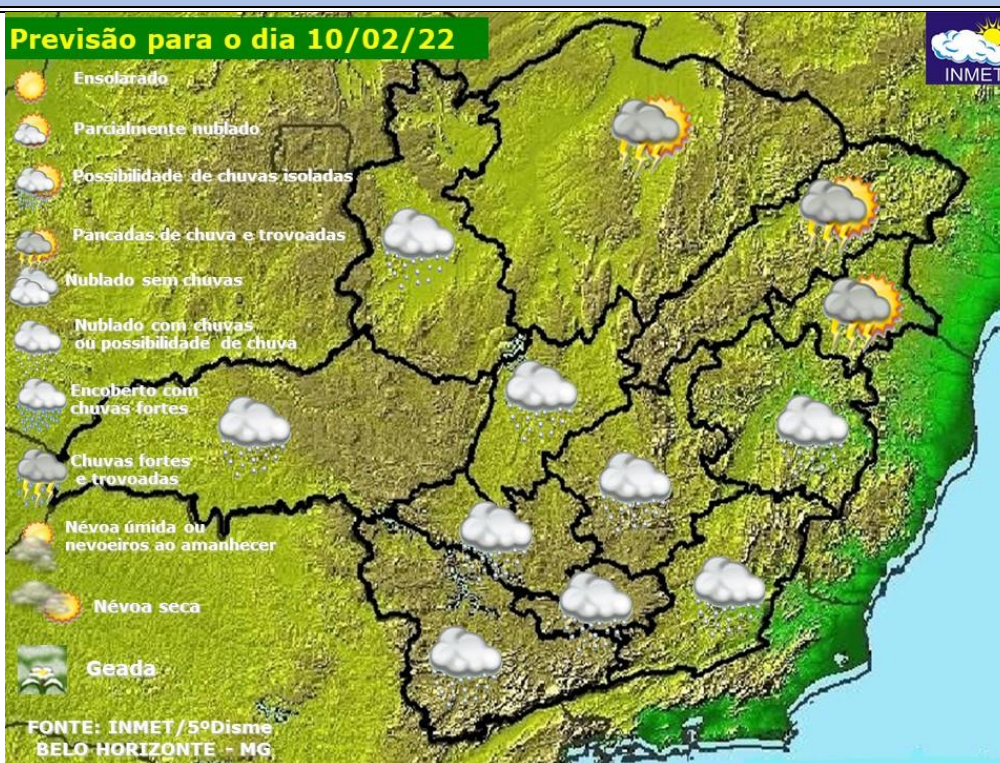 Previsão para o dia 10/02/22
INMET
Ensolarado
Parcialmente nublado
Possibilidade de chuvas isoladas
Pancadas de chuva e trovoadas
Nublado sem chuvas
Nublado com chuvas
ou possibilidade de chuva
Encoberto com
chuvas fortes
Chuvas fortes
e trovoadas
Névoa úmida ou
nevoeiros ao amanhecer
Névoa seca
Geada
FONTE: INMET/5ºDisme
BELO HORIZONTE - MG